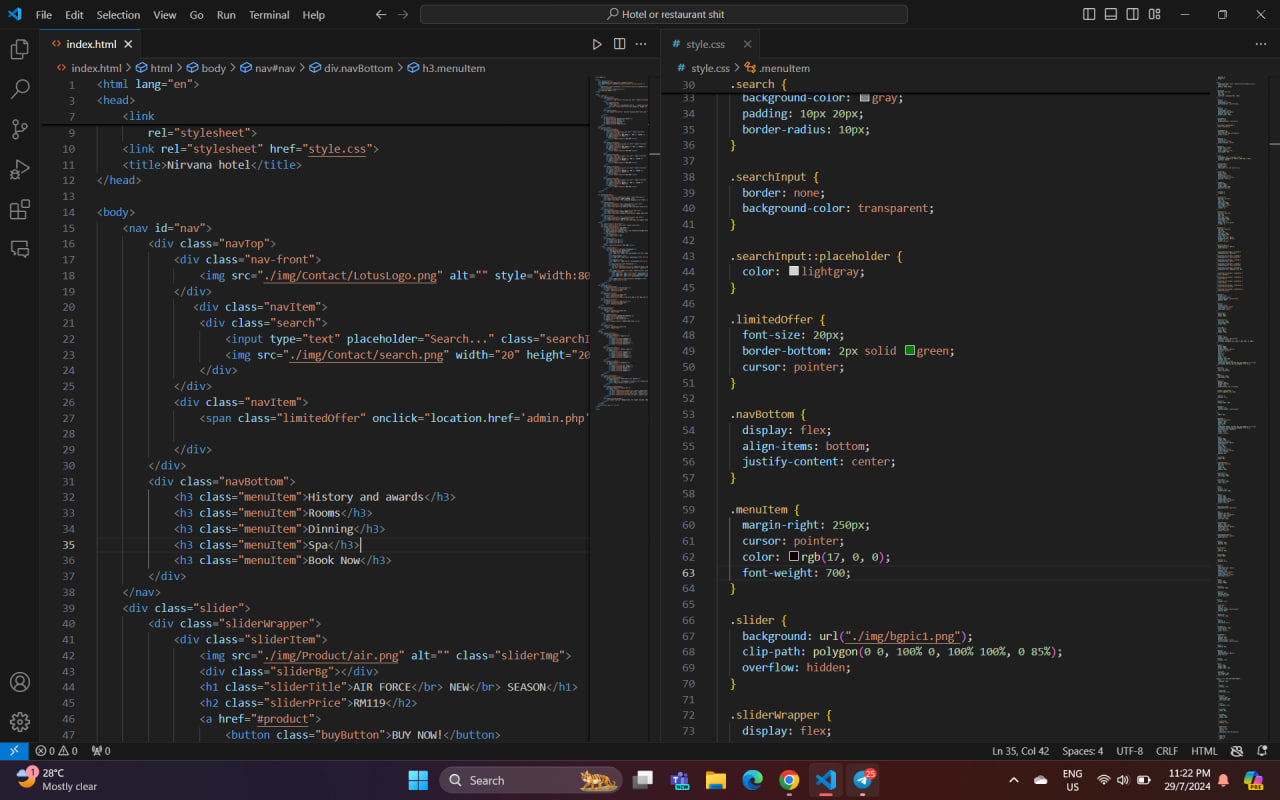 File Edit Selection View Go Run Terminal Help
Hotel or restaurant shit
index.html
index.html > html > body > nav#nav > div.navBottom > h3.menuItem
1 <html lang="en">
3 <head>
7 <link
9 rel="stylesheet">
10 <link rel="stylesheet" href="style.css">
11 <title>Nirvana hotel</title>
12 </head>
13
14 <body>
15 <nav id="nav">
16 <div class="navTop">
17 <div class="nav-front">
18 <img src="./img/Contact/LotusLogo.png" alt="" style="width:80
19 </div>
20 <div class="navItem">
21 <div class="search">
22 <input type="text" placeholder="Search..." class="searchI
23 <img src="./img/Contact/search.png" width="20" height="20
24 </div>
25 </div>
26 <div class="navItem">
27 <span class="limitedOffer" onclick="location.href='admin.php'
28
29 </div>
30 </div>
31 <div class="navBottom">
32 <h3 class="menuItem">History and awards</h3>
33 <h3 class="menuItem">Rooms</h3>
34 <h3 class="menuItem">Dinning</h3>
35 <h3 class="menuItem">Spa</h3>
36 <h3 class="menuItem">Book Now</h3>
37 </div>
38 </nav>
39 <div class="slider">
40 <div class="sliderWrapper">
41 <div class="sliderItem">
42 <img src="./img/Product/air.png" alt="" class="sliderImg">
43 <div class="sliderBg"></div>
44 <h1 class="sliderTitle">AIR FORCE</br> NEW</br> SEASON</h1>
45 <h2 class="sliderPrice">RM119</h2>
46 <a href="#product">
47 <button class="buyButton">BUY NOW!</button>
# style.css
# style.css > .menuItem
30 .search {
33 background-color: gray;
34 padding: 10px 20px;
35 border-radius: 10px;
36 }
37
38 .searchInput {
39 border: none;
40 background-color: transparent;
41 }
42
43 .searchInput::placeholder {
44 color: lightgray;
45 }
46
47 .limitedOffer {
48 font-size: 20px;
49 border-bottom: 2px solid green;
50 cursor: pointer;
51 }
52
53 .navBottom {
54 display: flex;
55 align-items: bottom;
56 justify-content: center;
57 }
58
59 .menuItem {
60 margin-right: 250px;
61 cursor: pointer;
62 color: rgb(17, 0, 0);
63 font-weight: 700;
64 }
65
66 .slider {
67 background: url("./img/bgpic1.png");
68 clip-path: polygon(0 0, 100% 0, 100% 100%, 0 85%);
69 overflow: hidden;
70 }
71
72 .sliderWrapper {
73 display: flex;
0 0 0
Ln 35, Col 42 Spaces: 4 UTF-8 CRLF HTML
1
28°C
Mostly clear
Search
NEW
25
ENG
US
11:22 PM
29/7/2024
PRE